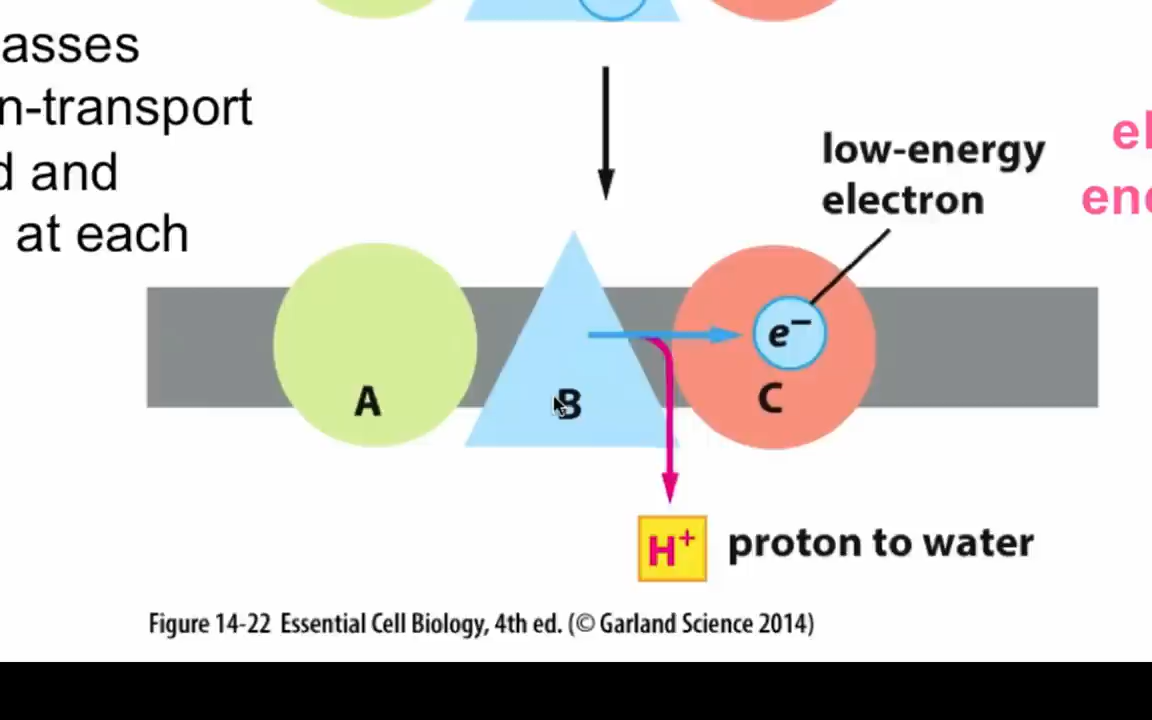 asses
n-transport
d and
at each
low-energy
electron
A
B
e–
C
H+
proton to water
Figure 14-22 Essential Cell Biology, 4th ed. (© Garland Science 2014)